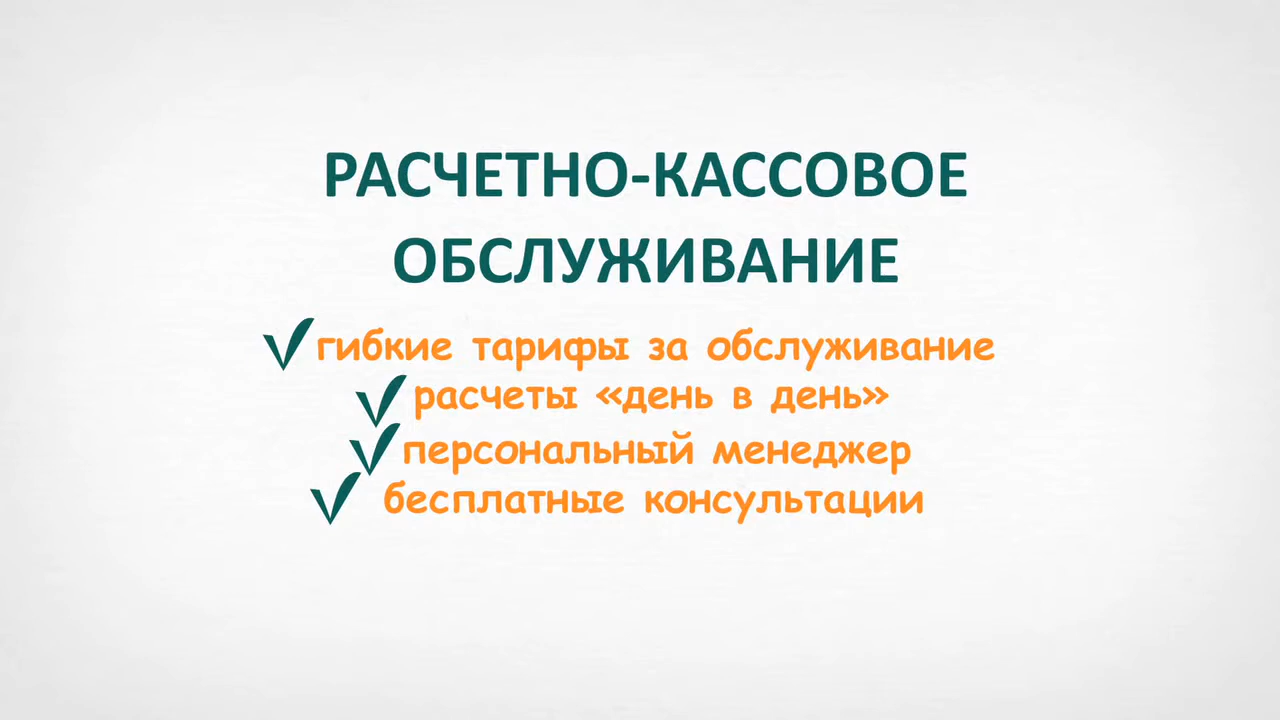 РАСЧЕТНО-КАССОВОЕ
ОБСЛУЖИВАНИЕ
гибкие тарифы за обслуживание
расчеты «день в день»
персональный менеджер
бесплатные консультации